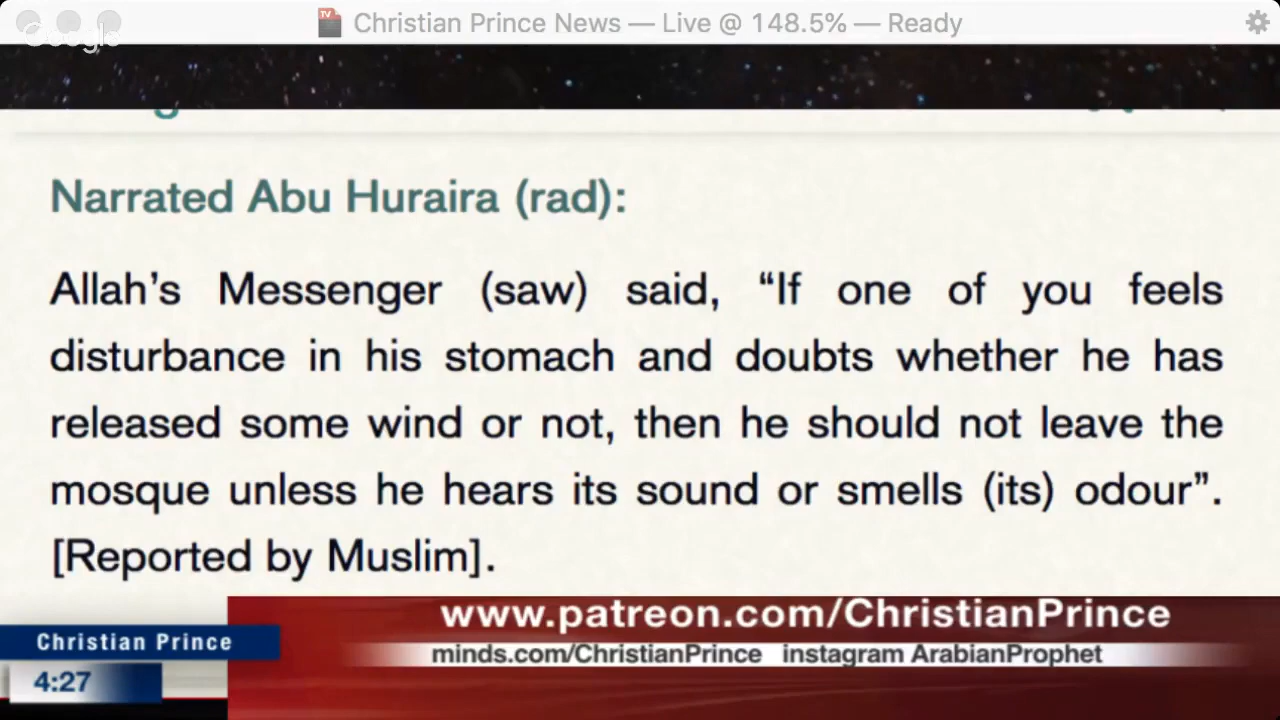 Christian Prince News — Live @ 148.5% — Ready
Google
Narrated Abu Huraira (rad):
Allah’s Messenger (saw) said, “If one of you feels
disturbance in his stomach and doubts whether he has
released some wind or not, then he should not leave the
mosque unless he hears its sound or smells (its) odour”.
[Reported by Muslim].
www.patreon.com/ChristianPrince
Christian Prince
minds.com/ChristianPrince instagram ArabianProphet
4:27